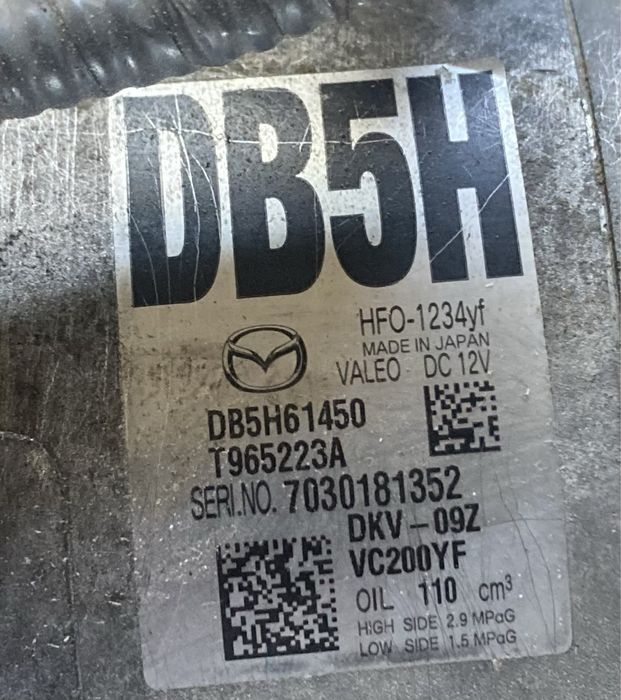 DB5H
HFO-1234yf
MADE IN JAPAN
VALEO DC 12V
DB5H61450
T965223A
SERI.NO. 7030181352
DKV-09Z
VC200YF
OIL 110 cm³
HIGH SIDE 2.9 MPaG
LOW SIDE 1.5 MPaG